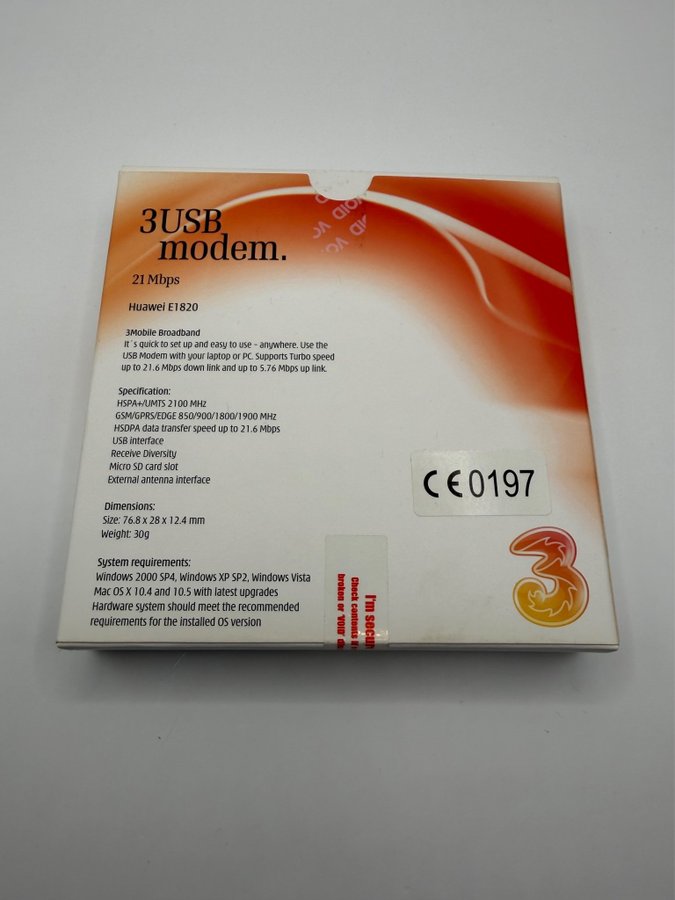 3USB
modem.
21 Mbps
Huawei E1820
3Mobile Broadband
It´s quick to set up and easy to use – anywhere. Use the
USB Modem with your laptop or PC. Supports Turbo speed
up to 21.6 Mbps down link and up to 5.76 Mbps up link.
Specification:
HSPA+/UMTS 2100 MHz
GSM/GPRS/EDGE 850/900/1800/1900 MHz
HSDPA data transfer speed up to 21.6 Mbps
USB interface
Receive Diversity
Micro SD card slot
External antenna interface
Dimensions:
Size: 76.8 x 28 x 12.4 mm
Weight: 30g
System requirements:
Windows 2000 SP4, Windows XP SP2, Windows Vista
Mac OS X 10.4 and 10.5 with latest upgrades
Hardware system should meet the recommended
requirements for the installed OS version
VOID
CE0197
3
I'm
Check contents
broken or 'VOID'